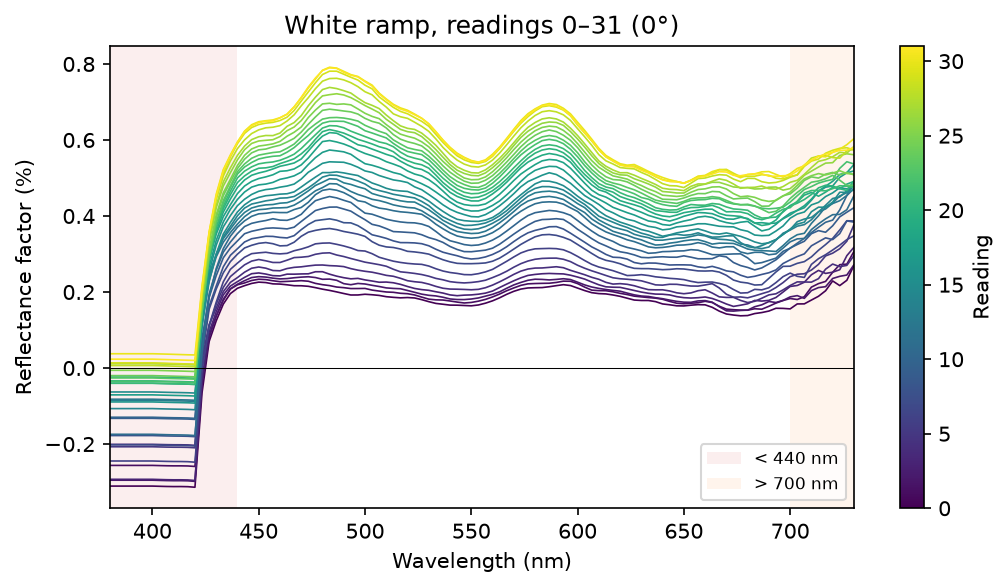 White ramp, readings 0–31 (0°)
Reflectance factor (%)
0.8
0.6
0.4
0.2
0.0
−0.2
400 450 500 550 600 650 700
Wavelength (nm)
< 440 nm
> 700 nm
30
25
20
15
10
5
0
Reading